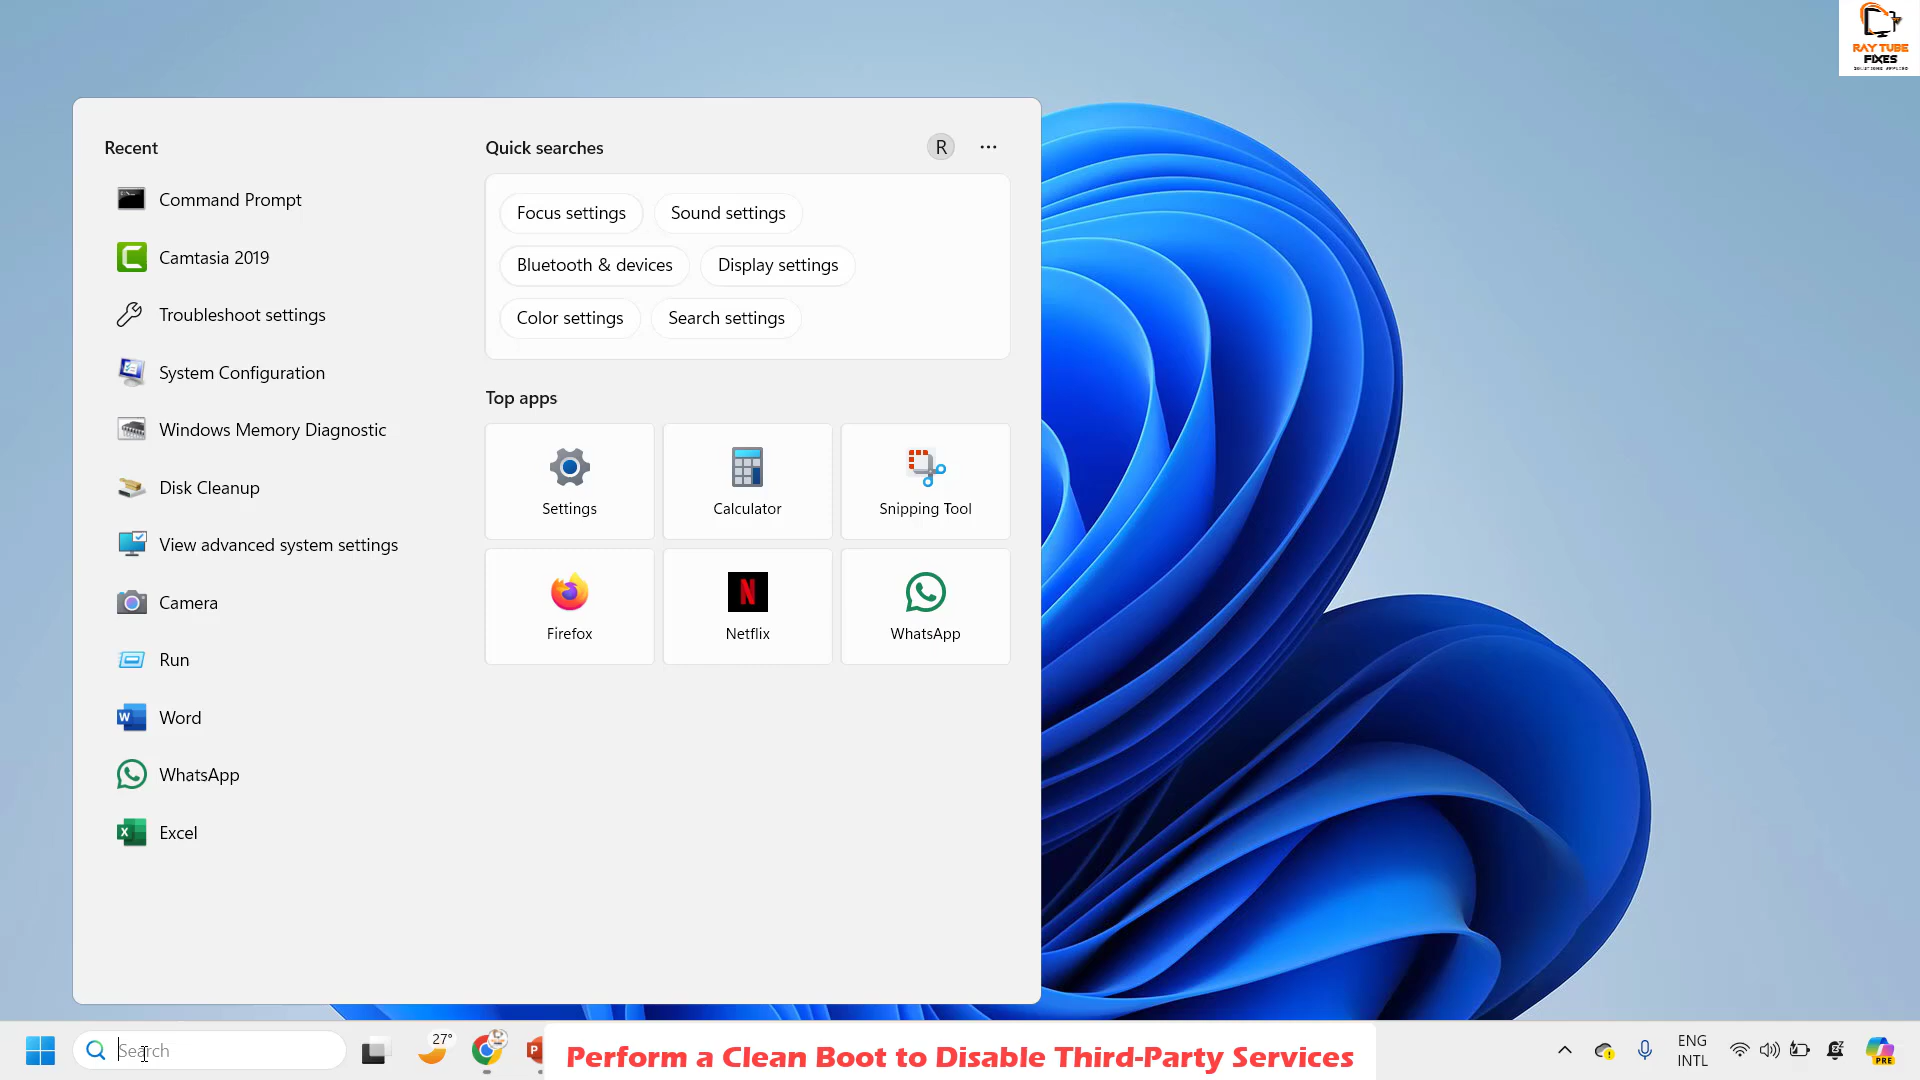 RAY TUBE
FIXES
Recent
Command Prompt
Camtasia 2019
Troubleshoot settings
System Configuration
Windows Memory Diagnostic
Disk Cleanup
View advanced system settings
Camera
Run
Word
WhatsApp
Excel
Quick searches
R
Focus settings
Sound settings
Bluetooth & devices
Display settings
Color settings
Search settings
Top apps
Settings
Calculator
Snipping Tool
Firefox
Netflix
WhatsApp
Search
27°
Perform a Clean Boot to Disable Third-Party Services
ENG
INTL
PRE